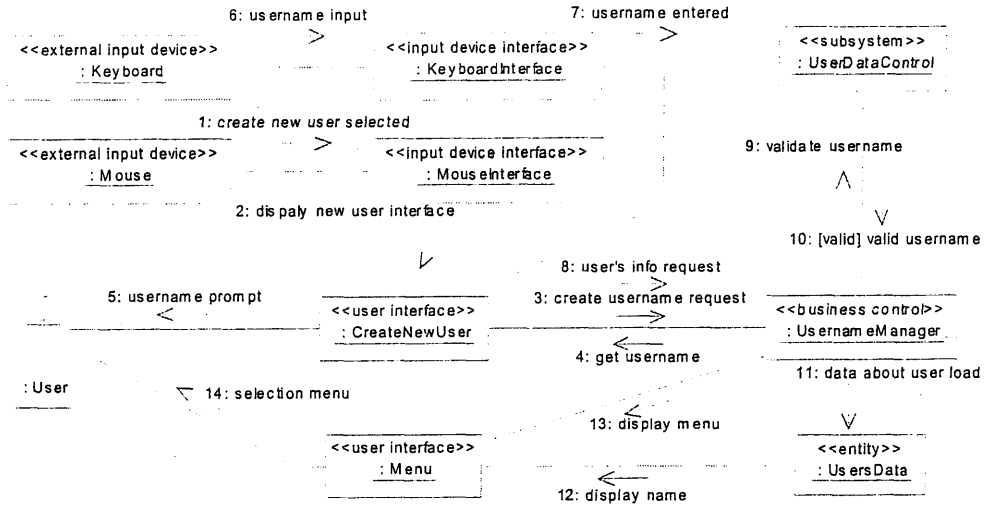 6: username input
7: username entered
<<external input device>>
: Keyboard
<<input device interface>>
: KeyboardInterface
<<subsystem>>
: UserDataControl
1: create new user selected
<<external input device>>
: Mouse
<<input device interface>>
: MouseInterface
9: validate username
2: dispaly new user interface
10: [valid] valid username
8: user's info request
5: username prompt
3: create username request
<<user interface>>
: CreateNewUser
<<business control>>
: UsernameManager
4: get username
11: data about user load
: User
14: selection menu
13: display menu
<<user interface>>
: Menu
<<entity>>
: UsersData
12: display name